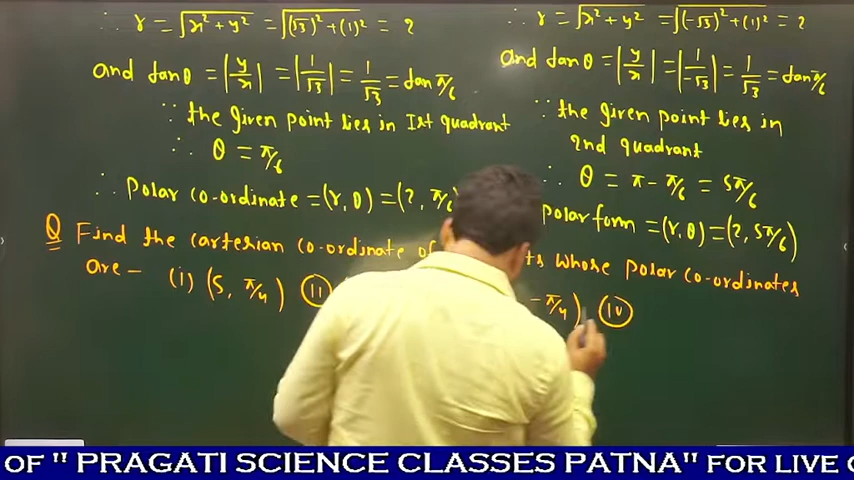 ∴ r = √x² + y² = √(√3)² + (1)² = 2
and tanθ = |y/x| = |1/√3| = 1/√3 = tan π/6
∵ the given point lies in Ist quadrant
∴ θ = π/6
∴ Polar co-ordinate = (r, θ) = (2, π/6
∴ r = √x² + y² = √(-√3)² + (1)² = 2
and tanθ = |y/x| = |1/-√3| = 1/√3 = tan π/6
∵ the given point lies in
2nd quadrant
∴ θ = π - π/6 = 5π/6
polar form = (r, θ) = (2, 5π/6)
Q Find the cartesian co-ordinate of ts whose polar co-ordinates
are - (i) (5, π/4) (ii) - π/4) (iv)
OF " PRAGATI SCIENCE CLASSES PATNA" FOR LIVE C